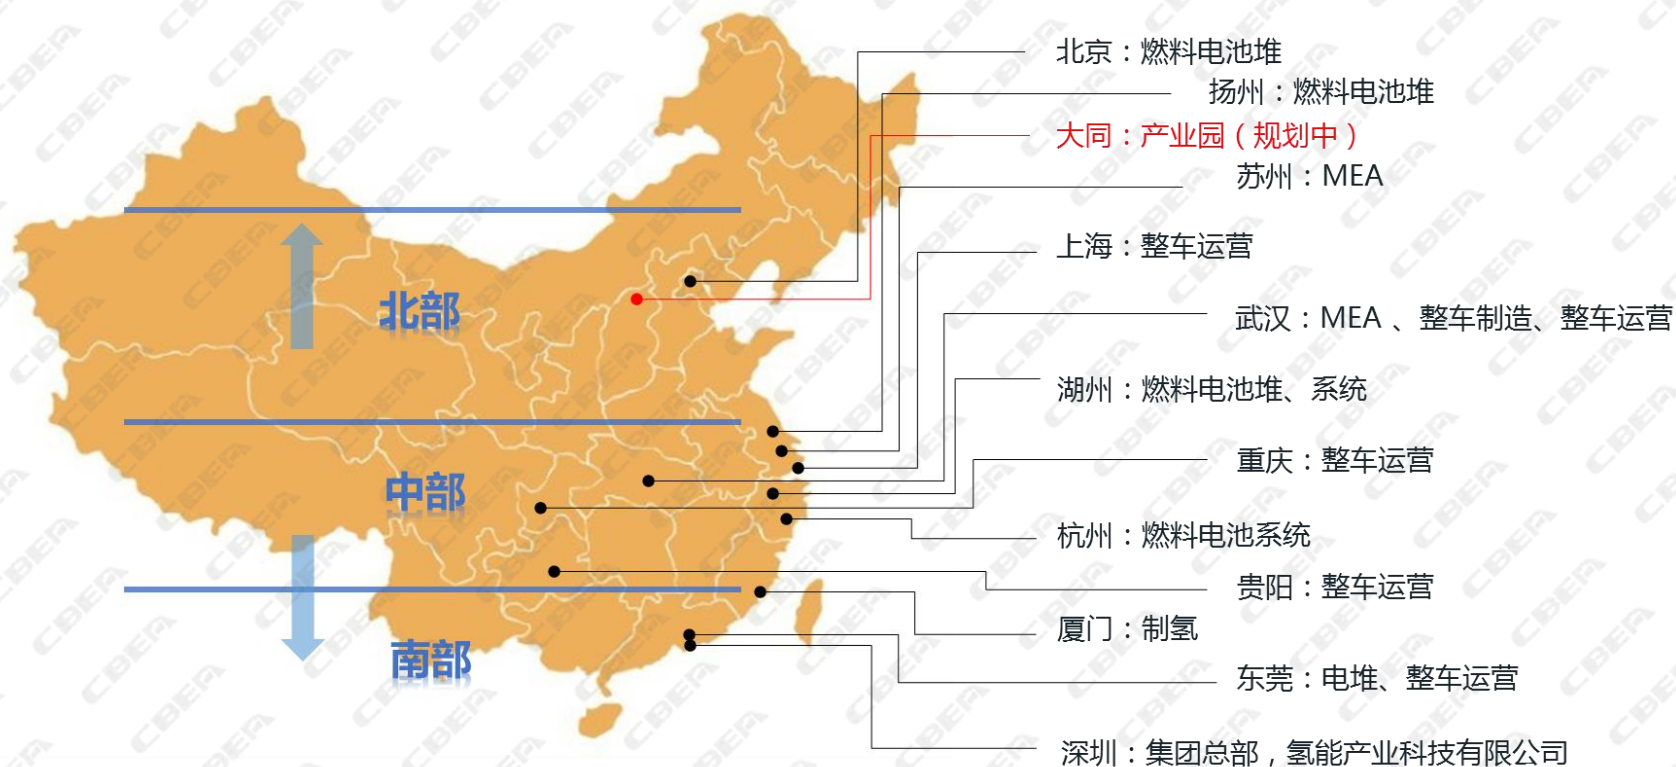 北京：燃料电池堆
扬州：燃料电池堆
大同：产业园（规划中）
苏州：MEA
上海：整车运营
北部
武汉：MEA 、整车制造、整车运营
湖州：燃料电池堆、系统
重庆：整车运营
中部
杭州：燃料电池系统
贵阳：整车运营
厦门：制氢
南部
东莞：电堆、整车运营
深圳：集团总部，氢能产业科技有限公司
CBEA